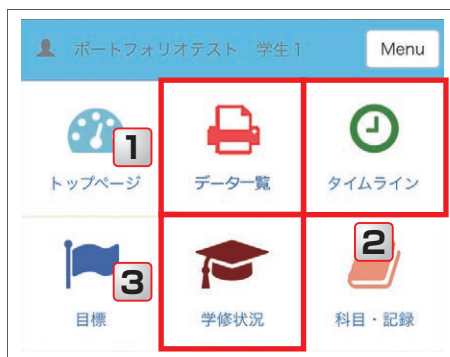 ポートフォリオテスト 学生1 Menu
1
トップページ データ一覧 タイムライン
3 2
目標 学修状況 科目・記録